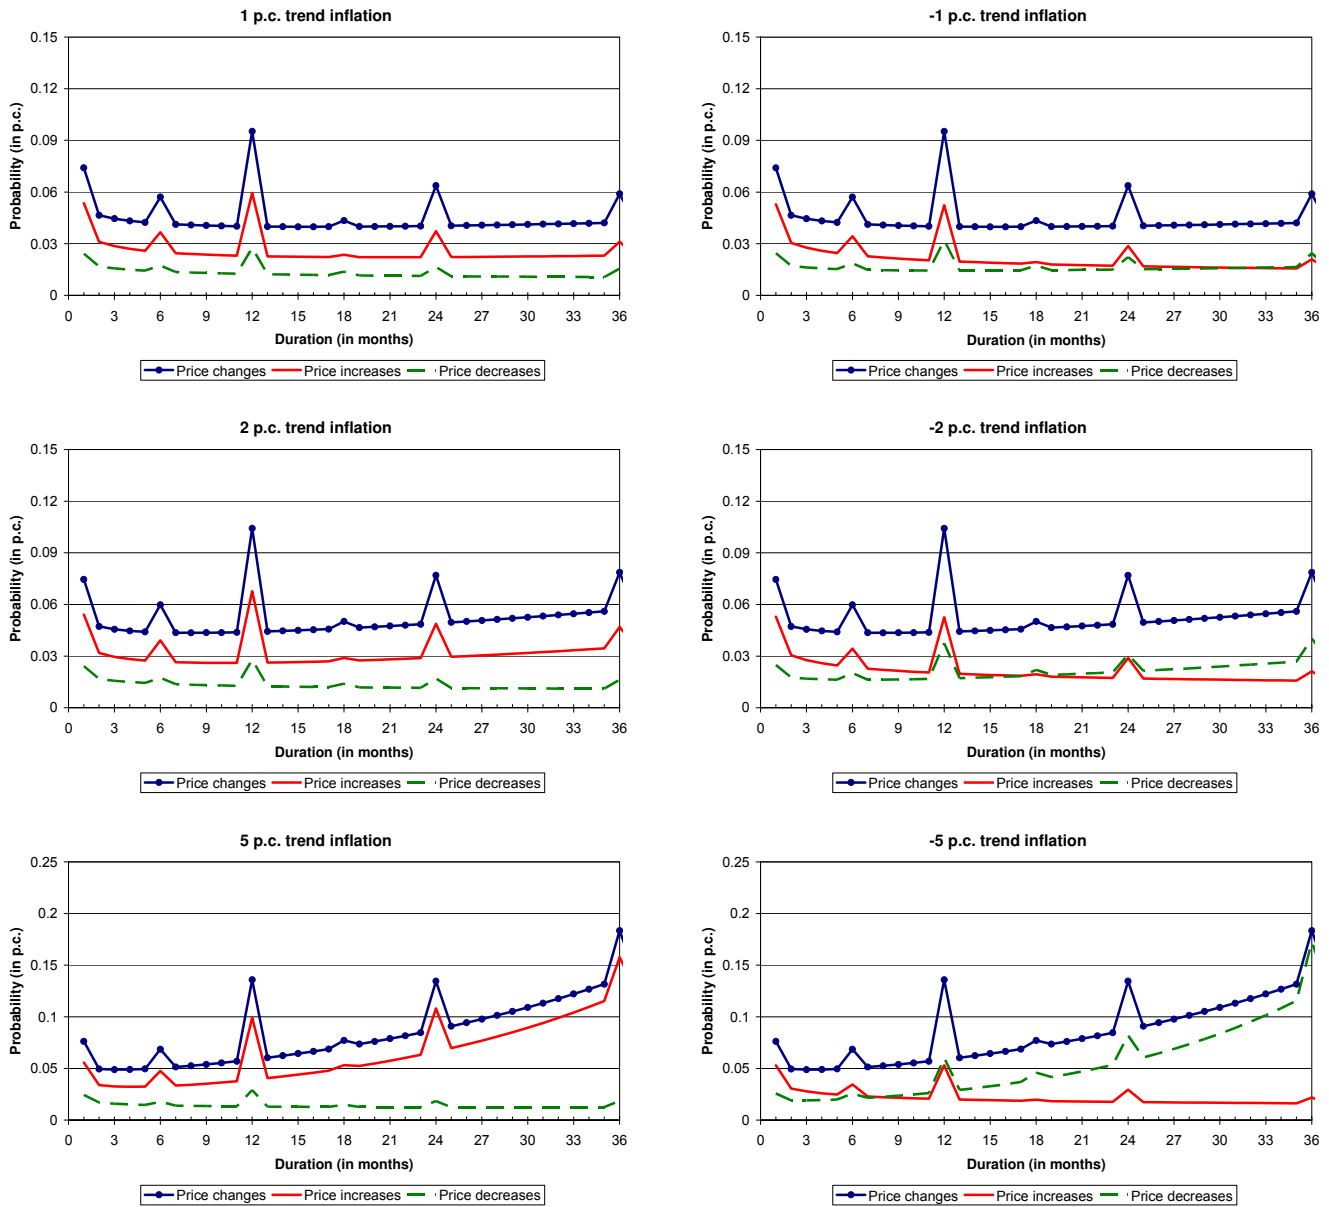 1 p.c. trend inflation
Probability (in p.c.)
0.15
0.12
0.09
0.06
0.03
0
0 3 6 9 12 15 18 21 24 27 30 33 36
Duration (in months)
Price changes Price increases Price decreases
-1 p.c. trend inflation
Probability (in p.c.)
0.15
0.12
0.09
0.06
0.03
0
0 3 6 9 12 15 18 21 24 27 30 33 36
Duration (in months)
Price changes Price increases Price decreases
2 p.c. trend inflation
Probability (in p.c.)
0.15
0.12
0.09
0.06
0.03
0
0 3 6 9 12 15 18 21 24 27 30 33 36
Duration (in months)
Price changes Price increases Price decreases
-2 p.c. trend inflation
Probability (in p.c.)
0.15
0.12
0.09
0.06
0.03
0
0 3 6 9 12 15 18 21 24 27 30 33 36
Duration (in months)
Price changes Price increases Price decreases
5 p.c. trend inflation
Probability (in p.c.)
0.25
0.2
0.15
0.1
0.05
0
0 3 6 9 12 15 18 21 24 27 30 33 36
Duration (in months)
Price changes Price increases Price decreases
-5 p.c. trend inflation
Probability (in p.c.)
0.25
0.2
0.15
0.1
0.05
0
0 3 6 9 12 15 18 21 24 27 30 33 36
Duration (in months)
Price changes Price increases Price decreases